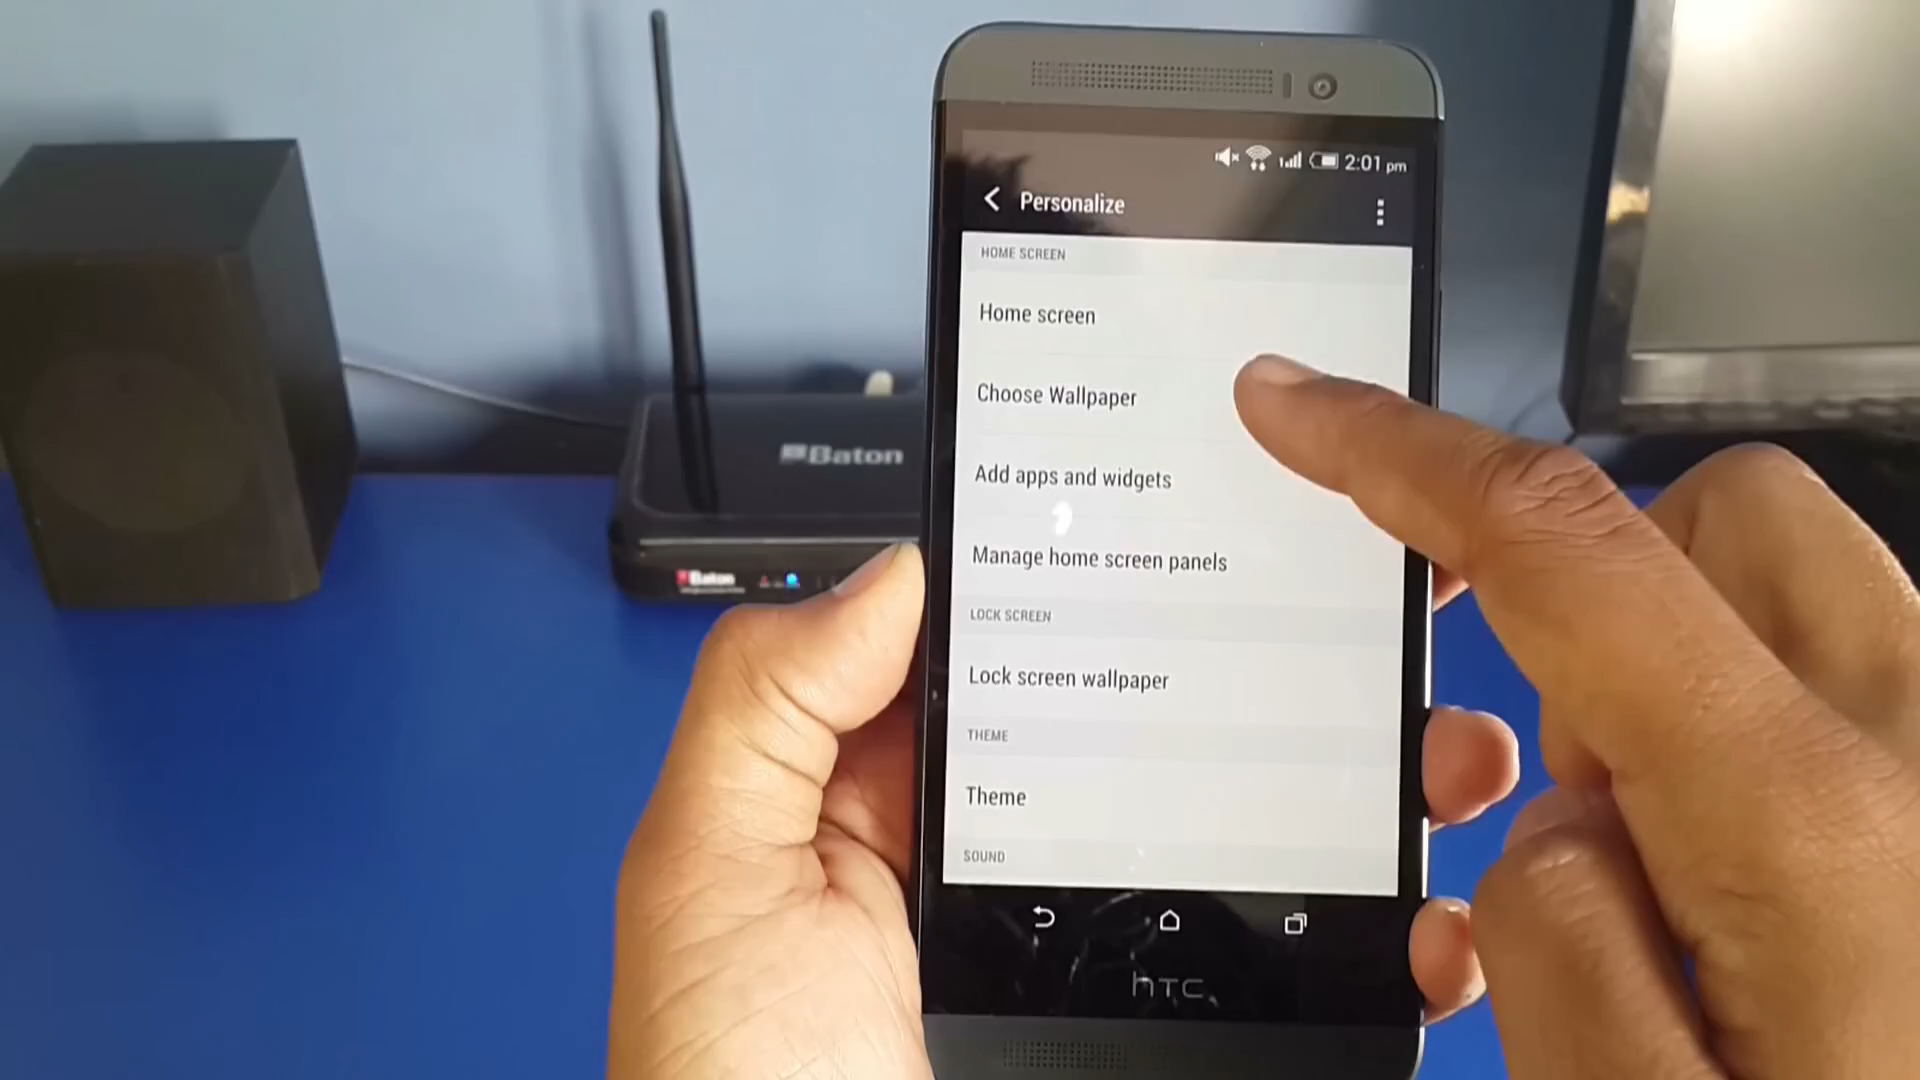 2:01 pm
Personalize
HOME SCREEN
Home screen
Choose Wallpaper
Add apps and widgets
Manage home screen panels
LOCK SCREEN
Lock screen wallpaper
THEME
Theme
SOUND
hTC
Baton
Baton